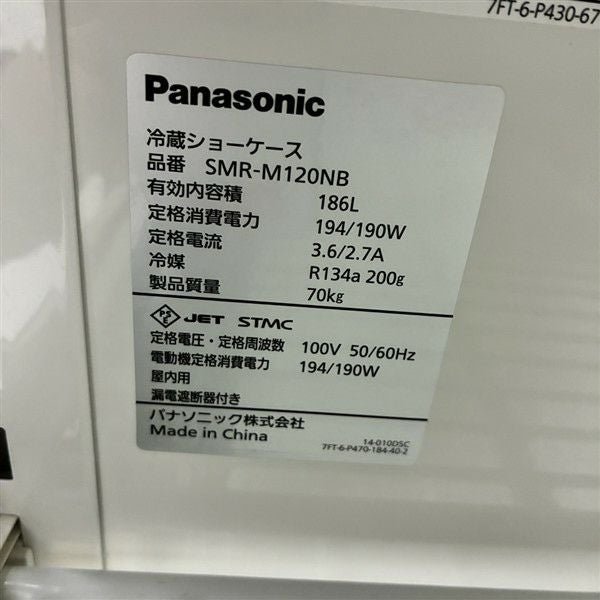 7FT-6-P430-67
Panasonic
冷蔵ショーケース
品番 SMR-M120NB
有効内容積 186L
定格消費電力 194/190W
定格電流 3.6/2.7A
冷媒 R134a 200g
製品質量 70kg
PSE JET STMC
定格電圧・定格周波数 100V 50/60Hz
電動機定格消費電力 194/190W
屋内用
漏電遮断器付き
パナソニック株式会社
Made in China
14-010DSC
7FT-6-P470-184-40-2